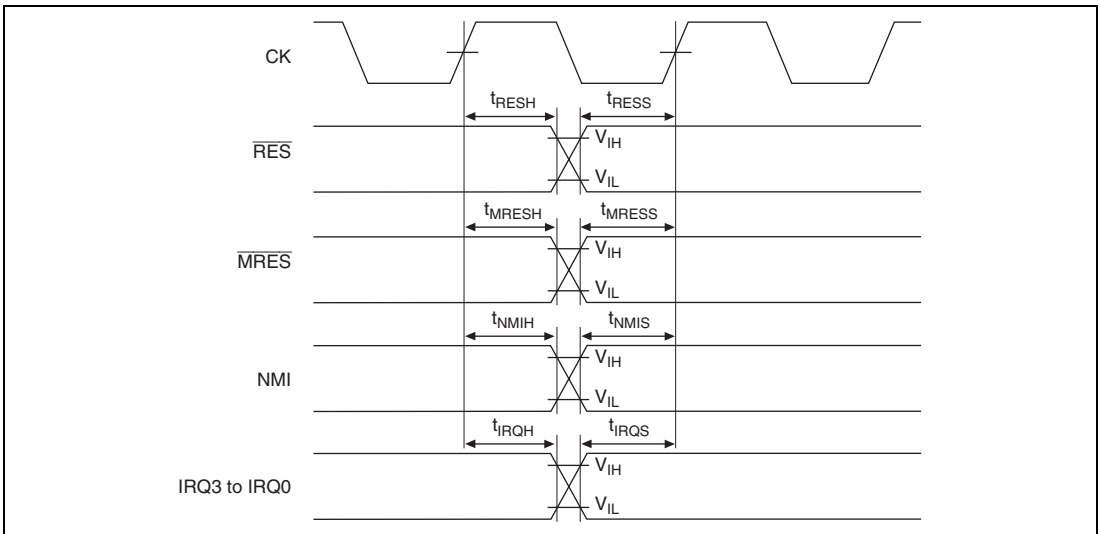 CK
tRESH tRESS
RES
VIH
VIL
tMRESH tMRESS
MRES
VIH
VIL
tNMIH tNMIS
NMI
VIH
VIL
tIRQH tIRQS
IRQ3 to IRQ0
VIH
VIL